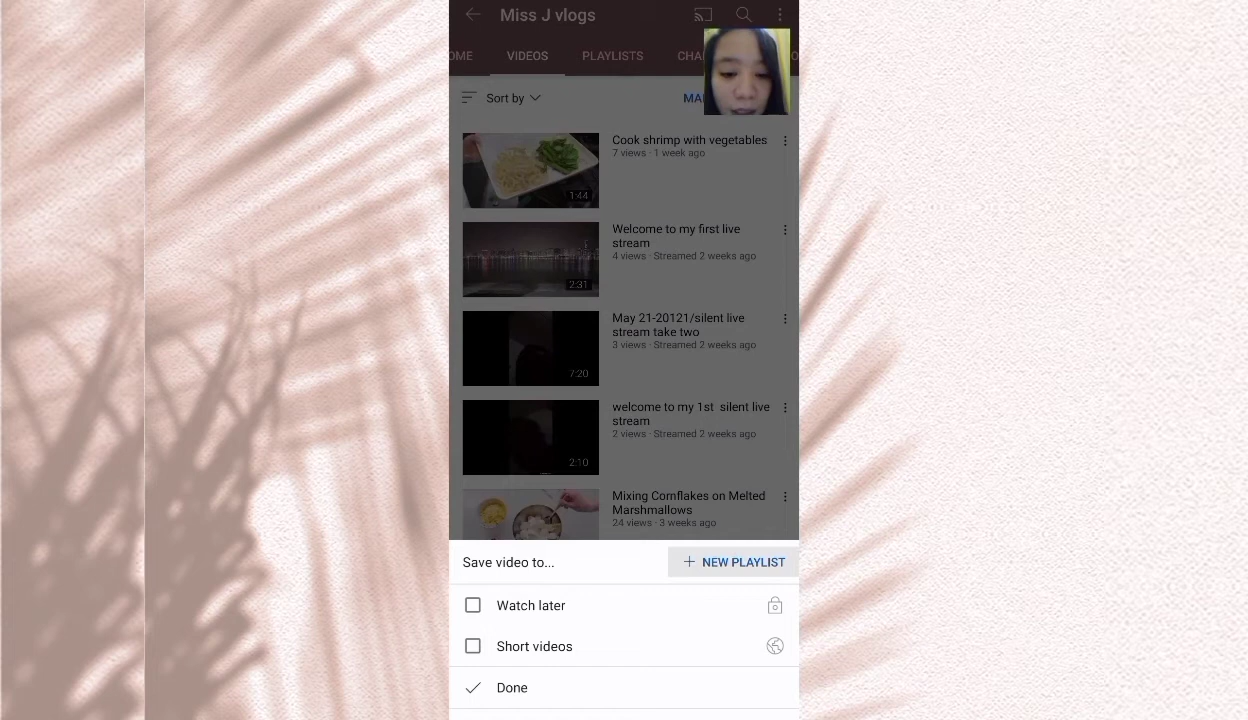 Miss J vlogs
OME VIDEOS PLAYLISTS CHA
Sort by
MA
Cook shrimp with vegetables
7 views · 1 week ago
1:44
Welcome to my first live
stream
4 views · Streamed 2 weeks ago
2:31
May 21-20121/silent live
stream take two
3 views · Streamed 2 weeks ago
7:20
welcome to my 1st silent live
stream
2 views · Streamed 2 weeks ago
2:10
Mixing Cornflakes on Melted
Marshmallows
24 views · 3 weeks ago
Save video to...
+ NEW PLAYLIST
Watch later
Short videos
Done